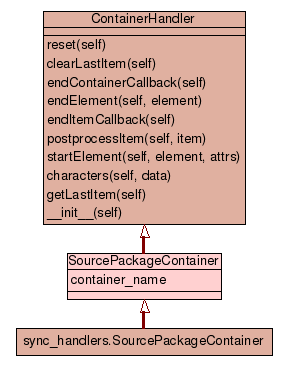 ContainerHandler
reset(self)
clearLastItem(self)
endContainerCallback(self)
endElement(self, element)
endItemCallback(self)
postprocessItem(self, item)
startElement(self, element, attrs)
characters(self, data)
getLastItem(self)
__init__(self)
SourcePackageContainer
container_name
sync_handlers.SourcePackageContainer